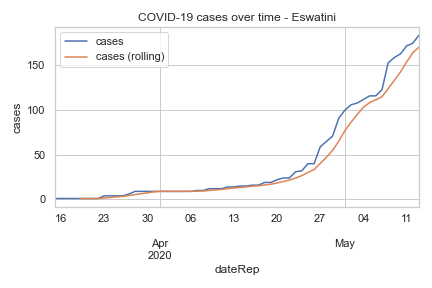 COVID-19 cases over time - Eswatini
cases
cases (rolling)
150
100
50
0
cases
16 23 30 06 13 20 27 04 11
Apr May
2020
dateRep